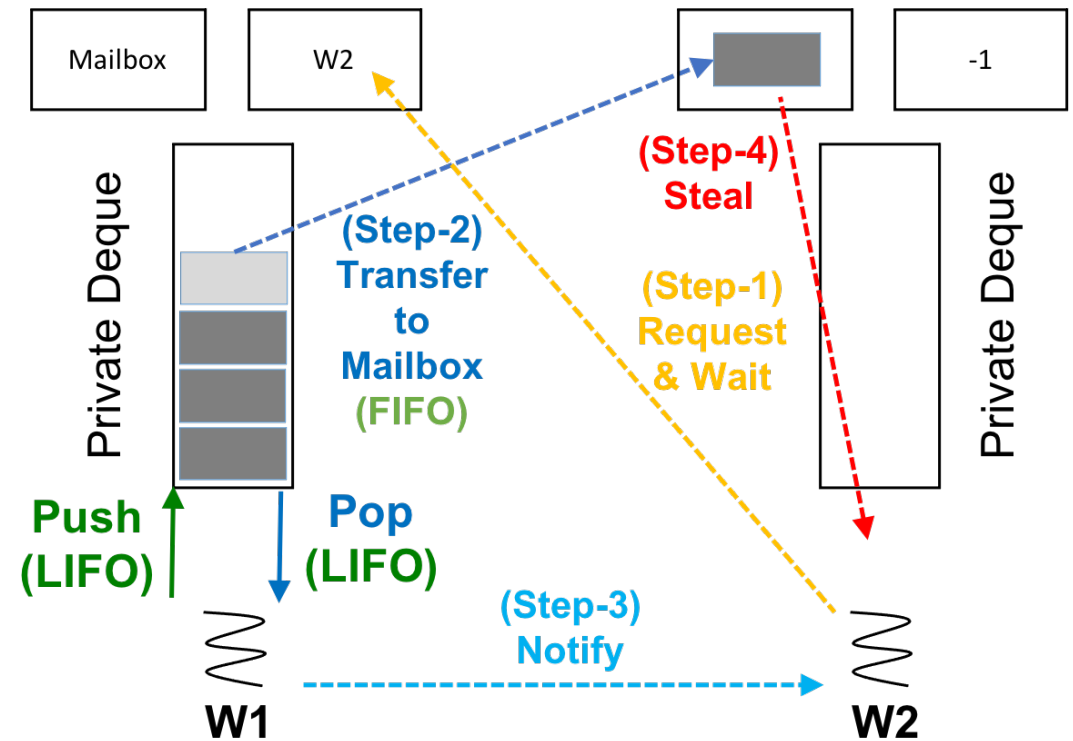 Mailbox
W2
-1
Private Deque
(Step-2)
Transfer
to
Mailbox
(FIFO)
(Step-4)
Steal
(Step-1)
Request
& Wait
Private Deque
Push
(LIFO)
Pop
(LIFO)
(Step-3)
Notify
W1
W2